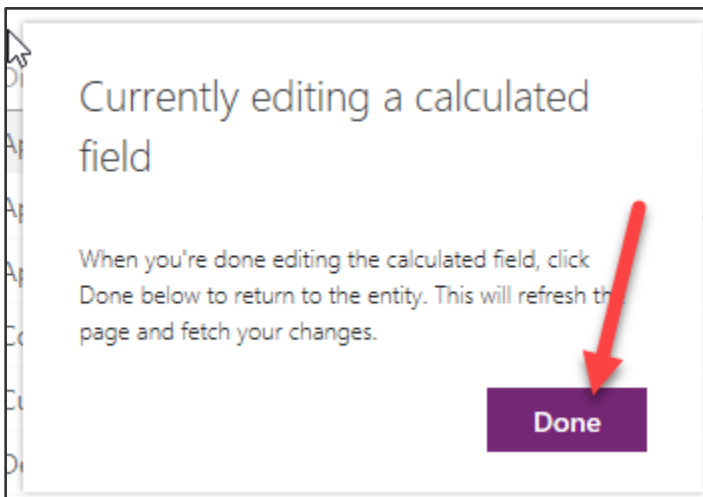 Currently editing a calculated
field
When you're done editing the calculated field, click
Done below to return to the entity. This will refresh the
page and fetch your changes.
Done